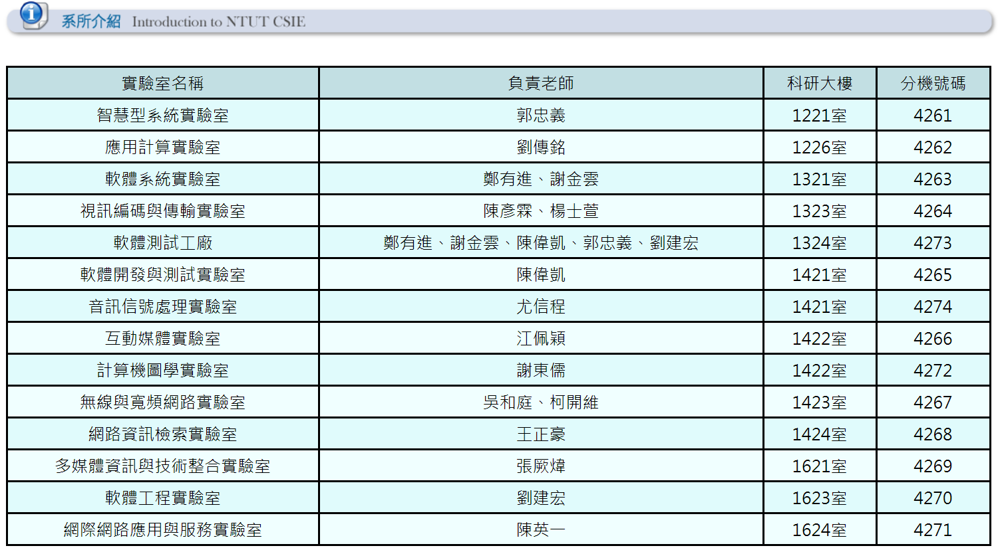 系所介紹 Introduction to NTUT CSIE
實驗室名稱 負責老師 科研大樓 分機號碼
智慧型系統實驗室 郭忠義 1221室 4261
應用計算實驗室 劉傳銘 1226室 4262
軟體系統實驗室 鄭有進、謝金雲 1321室 4263
視訊編碼與傳輸實驗室 陳彥霖、楊士萱 1323室 4264
軟體測試工廠 鄭有進、謝金雲、陳偉凱、郭忠義、劉建宏 1324室 4273
軟體開發與測試實驗室 陳偉凱 1421室 4265
音訊信號處理實驗室 尤信程 1421室 4274
互動媒體實驗室 江佩穎 1422室 4266
計算機圖學實驗室 謝東儒 1422室 4272
無線與寬頻網路實驗室 吳和庭、柯開維 1423室 4267
網路資訊檢索實驗室 王正豪 1424室 4268
多媒體資訊與技術整合實驗室 張厥煒 1621室 4269
軟體工程實驗室 劉建宏 1623室 4270
網際網路應用與服務實驗室 陳英一 1624室 4271